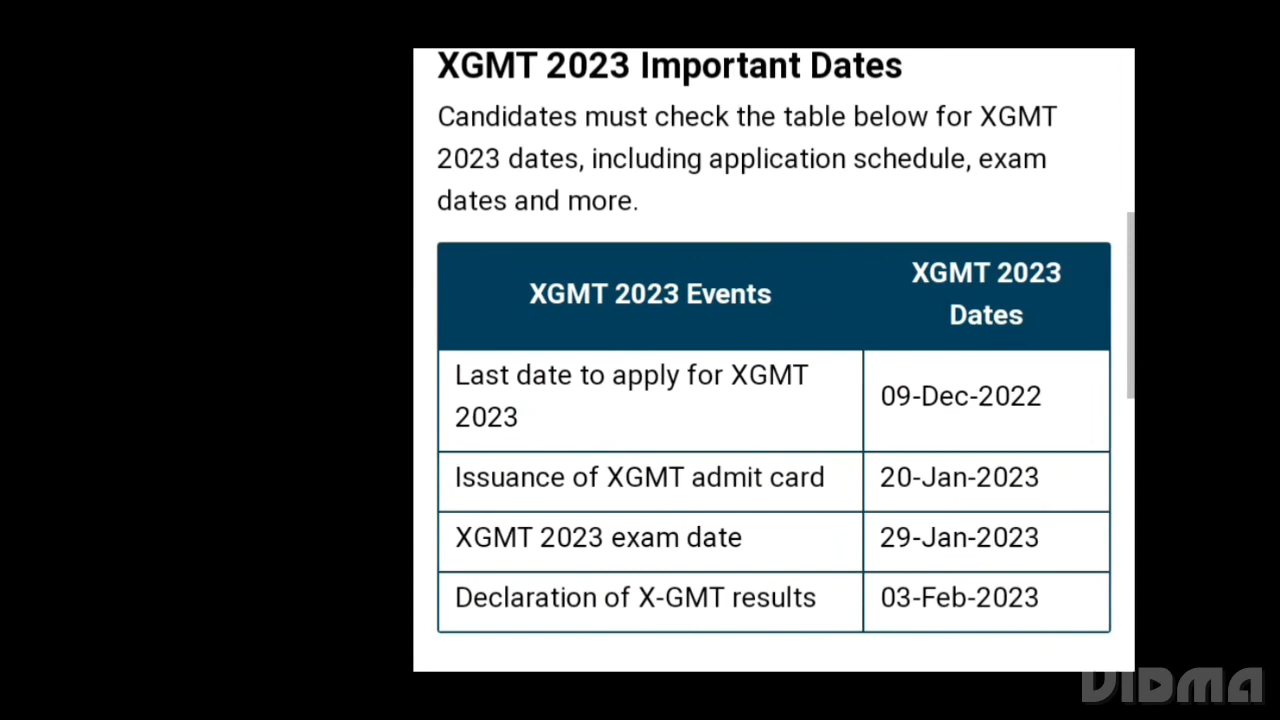 XGMT 2023 Important Dates
Candidates must check the table below for XGMT
2023 dates, including application schedule, exam
dates and more.
XGMT 2023 Events
XGMT 2023
Dates
Last date to apply for XGMT
2023
09-Dec-2022
Issuance of XGMT admit card
20-Jan-2023
XGMT 2023 exam date
29-Jan-2023
Declaration of X-GMT results
03-Feb-2023
VIDMA